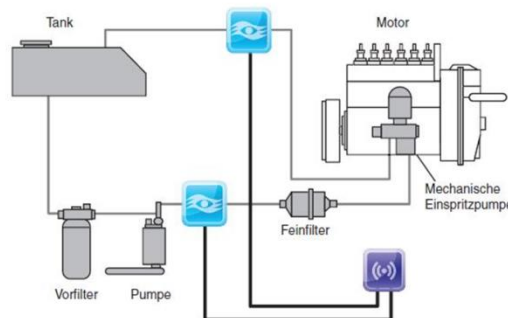 Tank
Motor
Mechanische
Einspritzpumpe
Feinfilter
Vorfilter
Pumpe